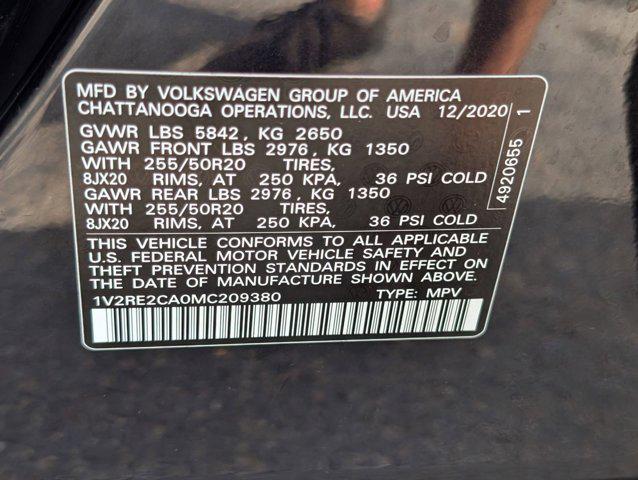 MFD BY VOLKSWAGEN GROUP OF AMERICA
CHATTANOOGA OPERATIONS, LLC. USA 12/2020
GVWR LBS 5842, KG 2650
GAWR FRONT LBS 2976, KG 1350
WITH 255/50R20 TIRES,
8JX20 RIMS, AT 250 KPA, 36 PSI COLD
GAWR REAR LBS 2976, KG 1350
WITH 255/50R20 TIRES,
8JX20 RIMS, AT 250 KPA, 36 PSI COLD
THIS VEHICLE CONFORMS TO ALL APPLICABLE
U.S. FEDERAL MOTOR VEHICLE SAFETY AND
THEFT PREVENTION STANDARDS IN EFFECT ON
THE DATE OF MANUFACTURE SHOWN ABOVE.
1V2RE2CA0MC209380 TYPE: MPV
4920655 1